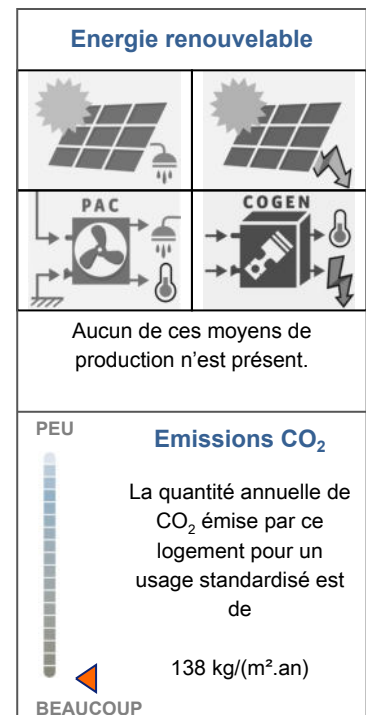 Energie renouvelable
PAC
COGEN
Aucun de ces moyens de
production n'est présent.
PEU
Emissions CO₂
La quantité annuelle de
CO₂ émise par ce
logement pour un
usage standardisé est
de
138 kg/(m².an)
BEAUCOUP